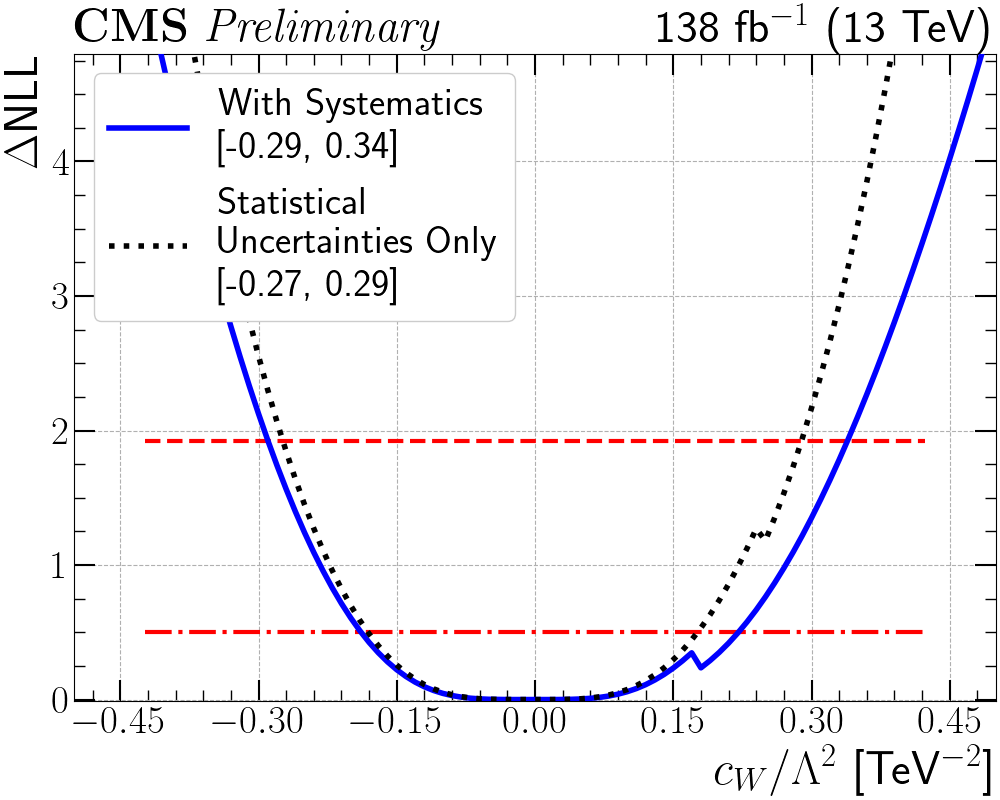 CMS Preliminary 138 fb⁻¹ (13 TeV)
ΔNLL
With Systematics
[-0.29, 0.34]
Statistical
Uncertainties Only
[-0.27, 0.29]
4
3
2
1
0
−0.45 −0.30 −0.15 0.00 0.15 0.30 0.45
c_W/Λ² [TeV⁻²]